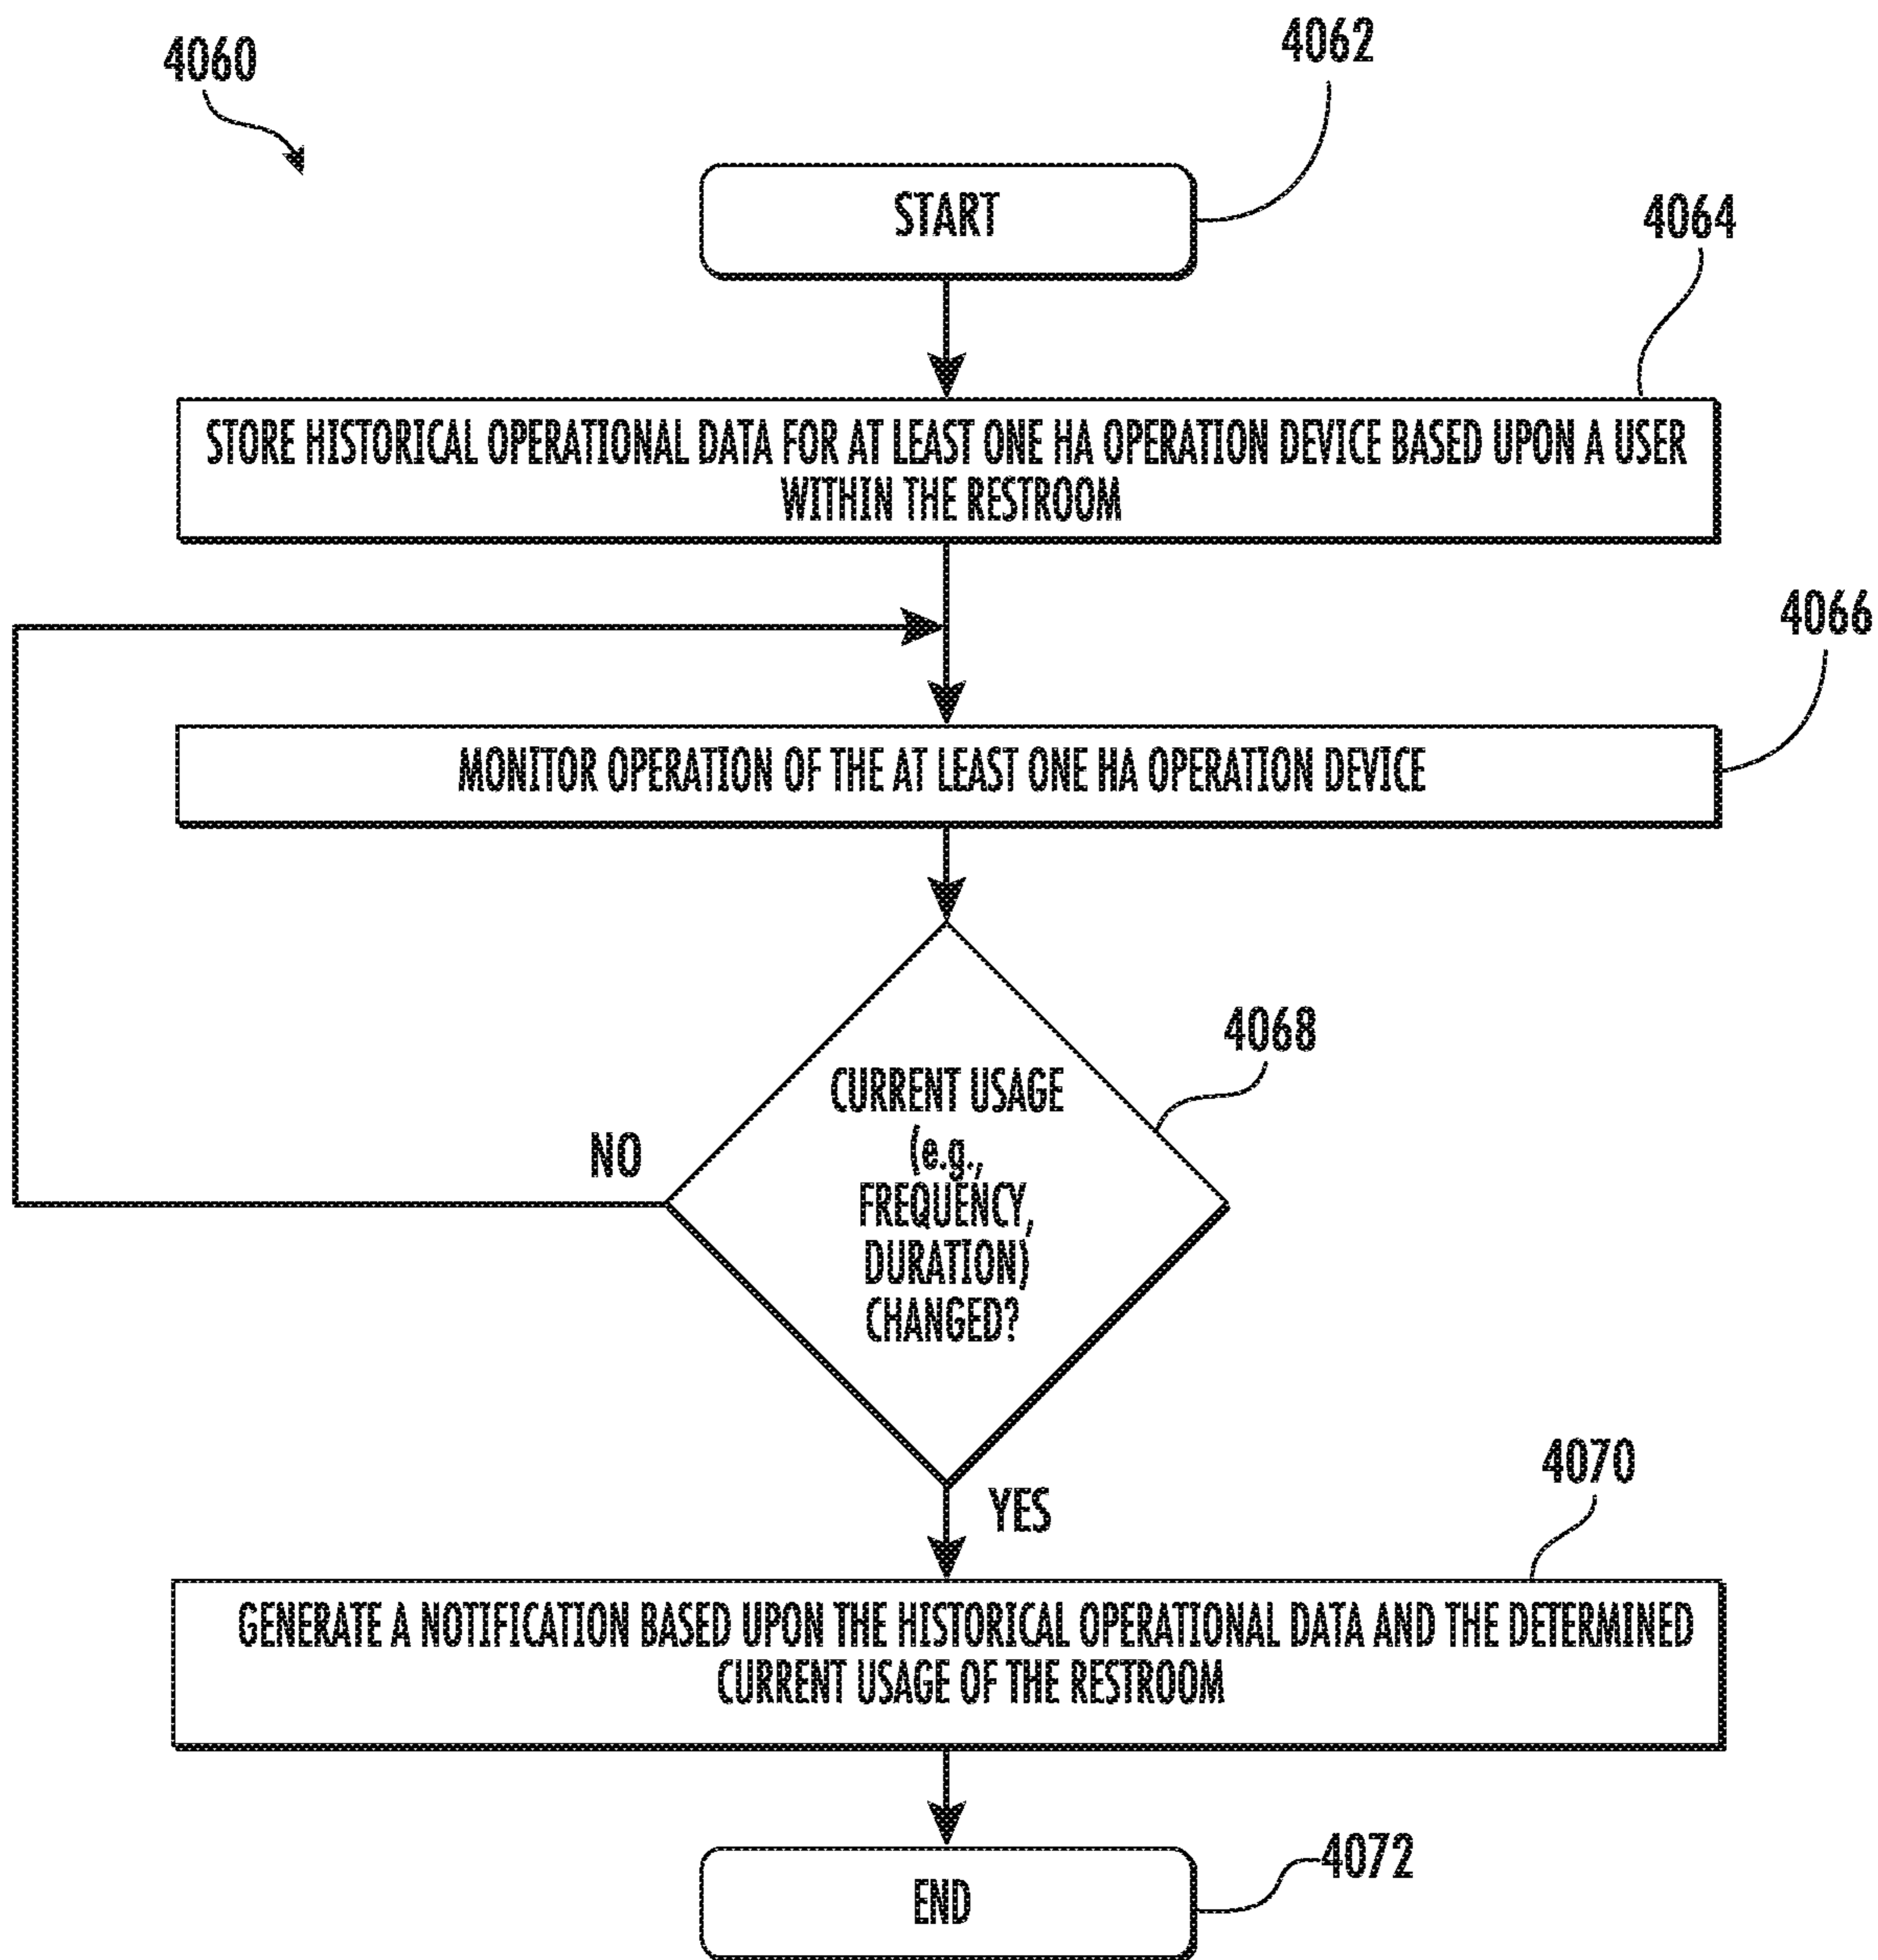 4060
4062
START
4064
STORE HISTORICAL OPERATIONAL DATA FOR AT LEAST ONE HA OPERATION DEVICE BASED UPON A USER
WITHIN THE RESTROOM
4066
MONITOR OPERATION OF THE AT LEAST ONE HA OPERATION DEVICE
4068
CURRENT USAGE
(e.g.,
FREQUENCY,
DURATION)
CHANGED?
NO
YES
4070
GENERATE A NOTIFICATION BASED UPON THE HISTORICAL OPERATIONAL DATA AND THE DETERMINED
CURRENT USAGE OF THE RESTROOM
4072
END